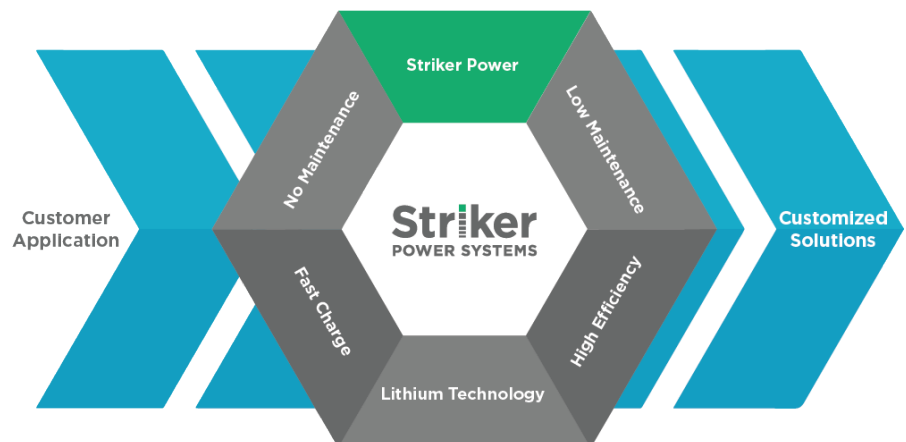 Striker Power
No Maintenance
Low Maintenance
Customer
Application
Striker
POWER SYSTEMS
Customized
Solutions
Fast Charge
High Efficiency
Lithium Technology